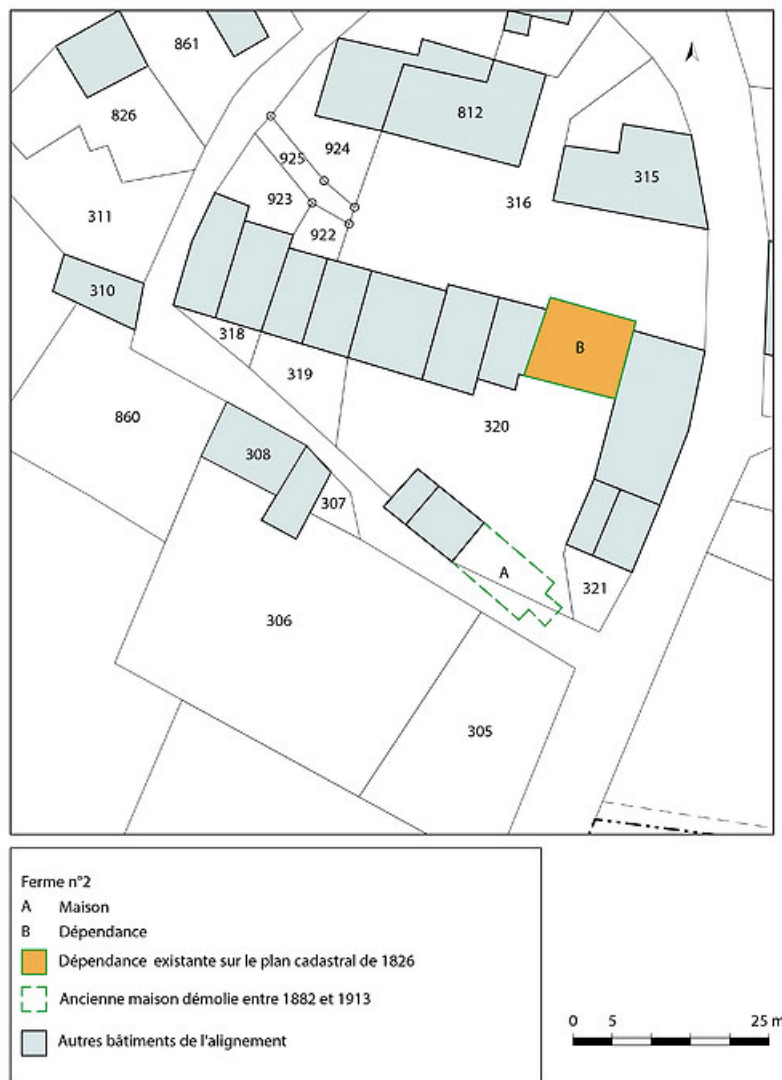 861
826
812
924
925
315
923
316
311
922
310
318
B
319
860
320
308
307
A
321
306
305
Ferme n°2
A Maison
B Dépendance
Dépendance existante sur le plan cadastral de 1826
Ancienne maison démolie entre 1882 et 1913
Autres bâtiments de l'alignement
0 5 25 m